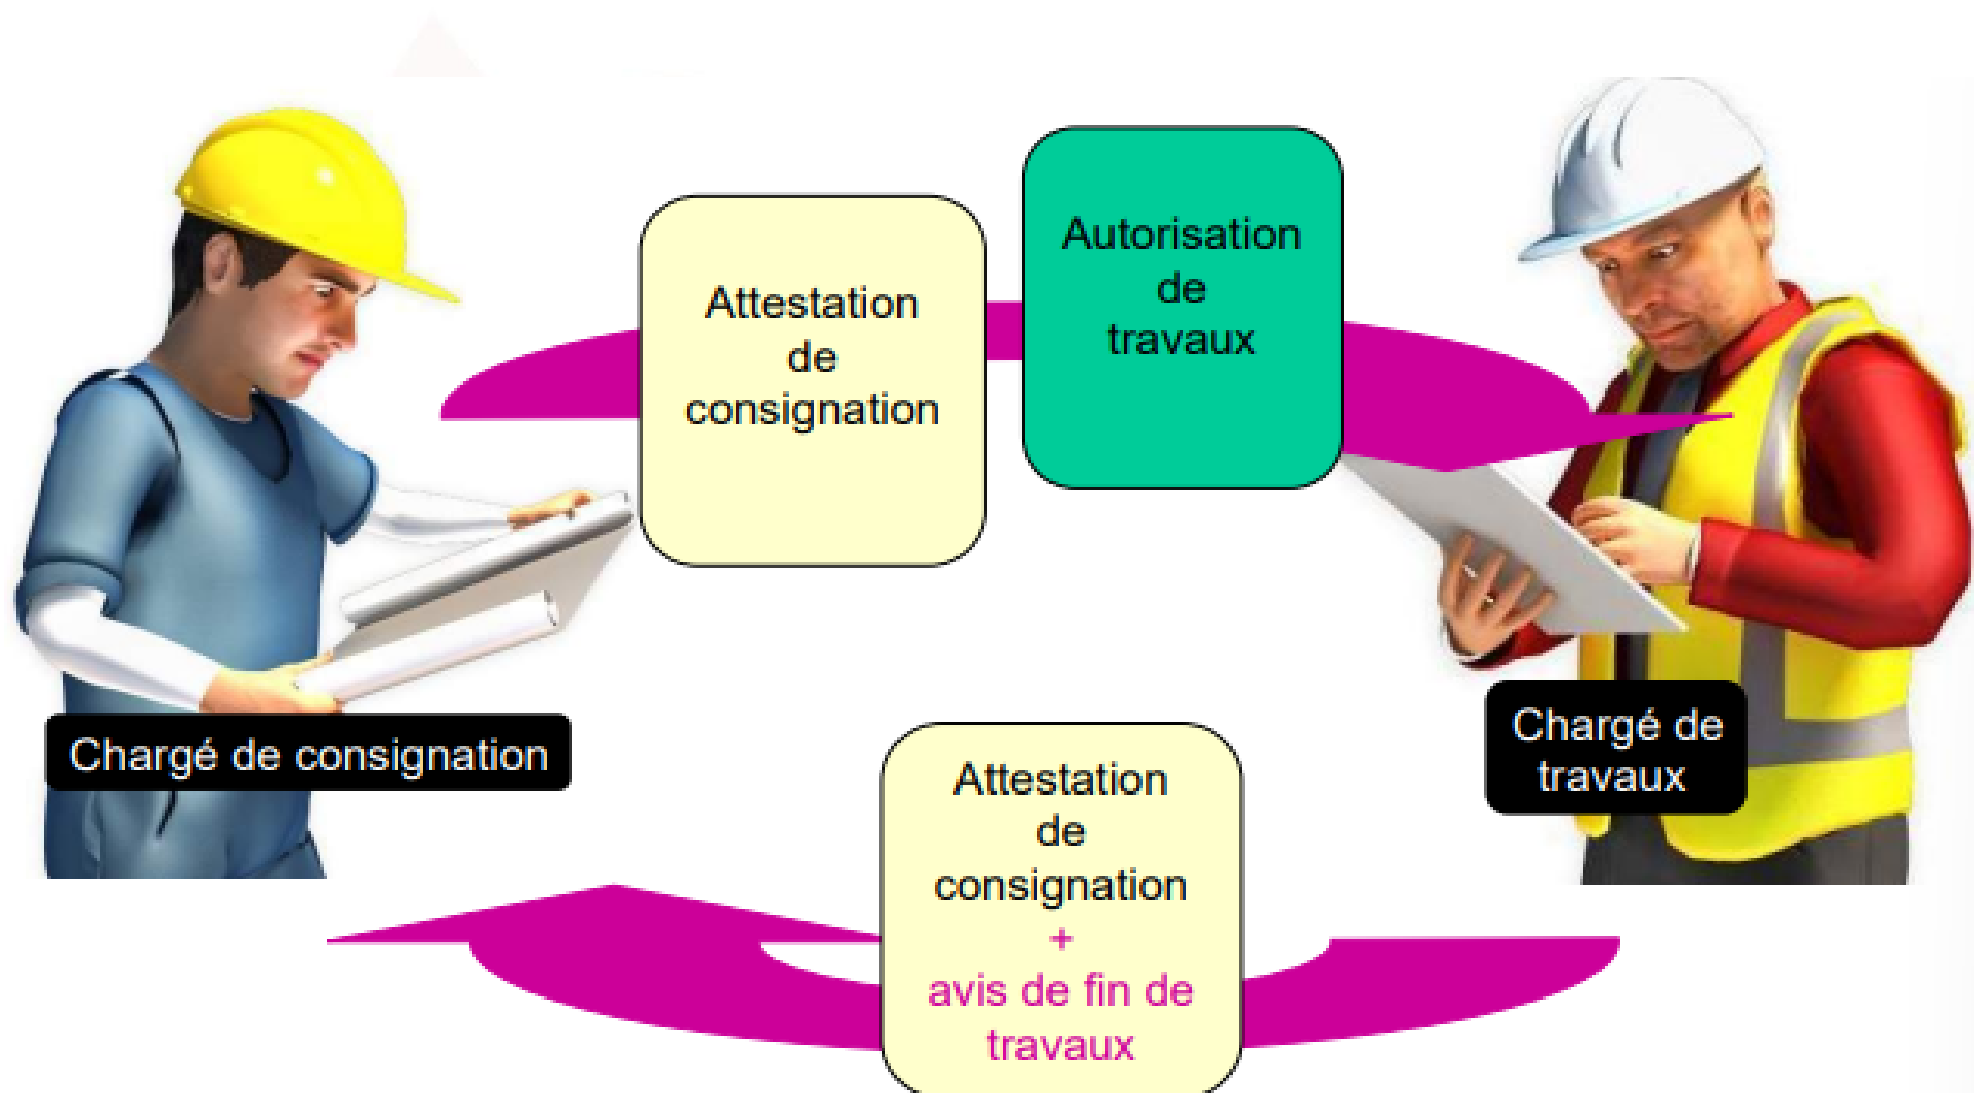 Attestation
de
consignation
Autorisation
de
travaux
Chargé de consignation
Chargé de
travaux
Attestation
de
consignation
+
avis de fin de
travaux